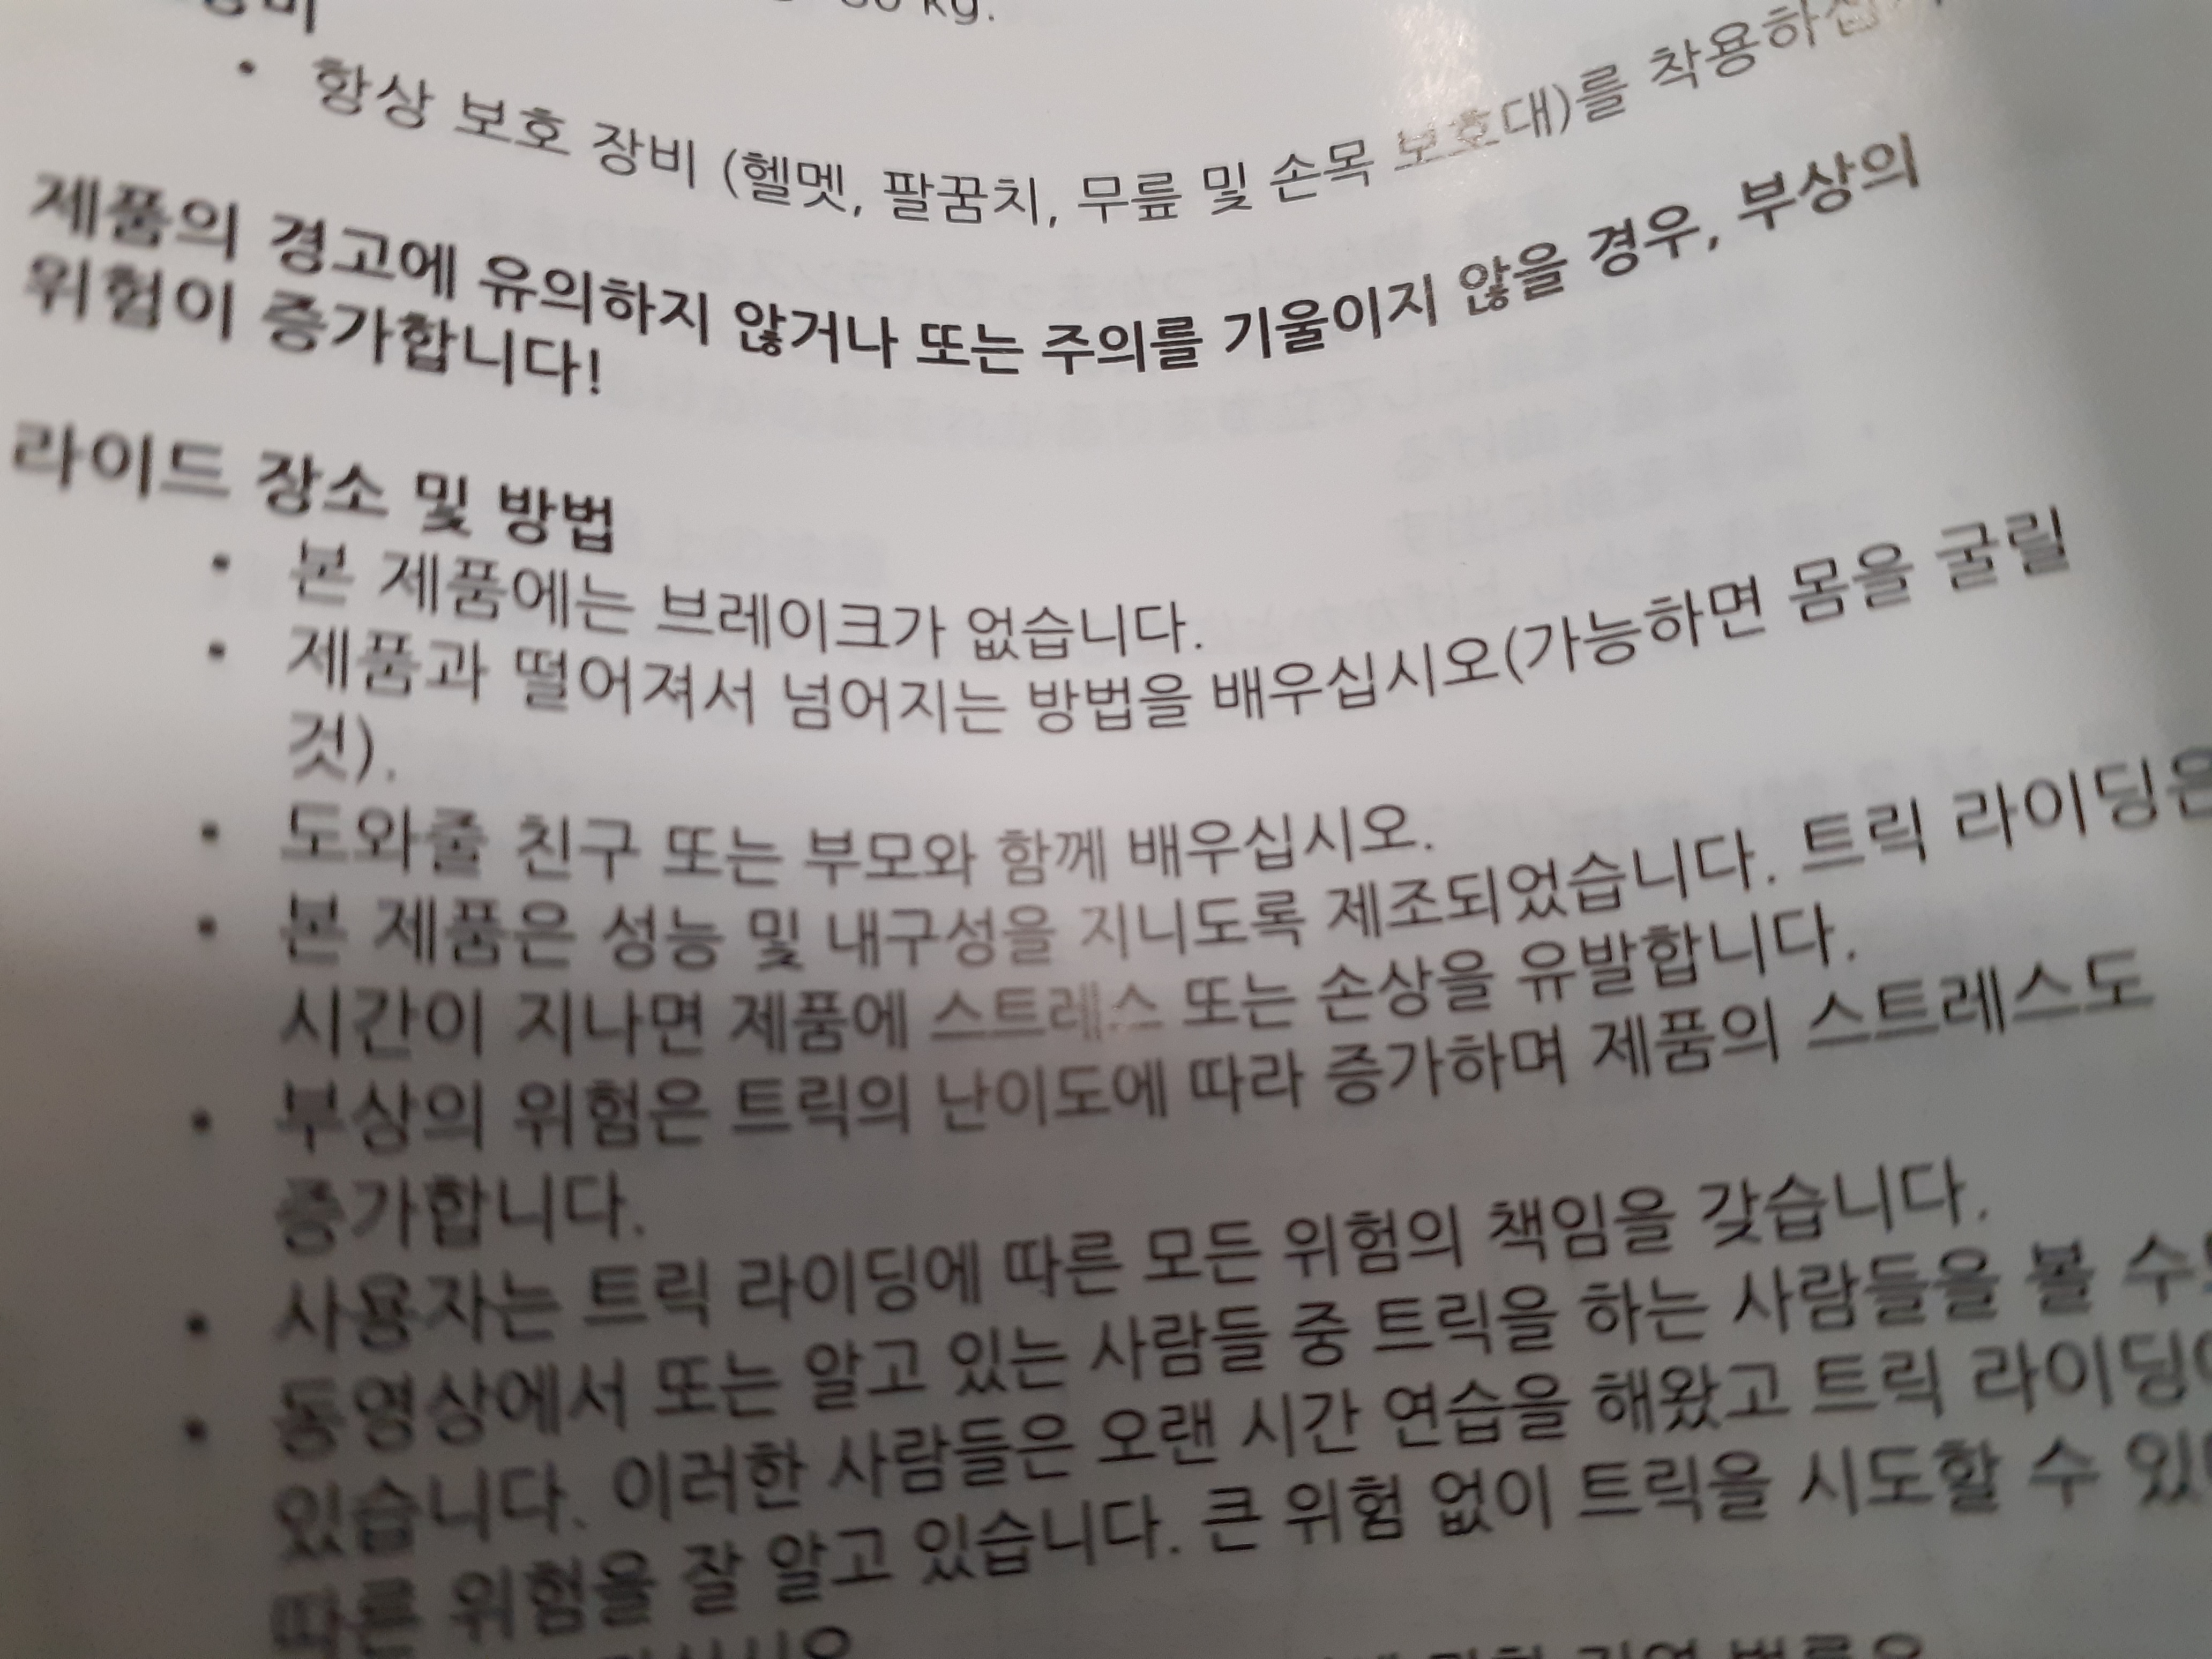 kg.
• 항상 보호 장비 (헬멧, 팔꿈치, 무릎 및 손목 보호대)를
제품의 경고에 유의하지 않거나 또는 주의를 기울이지 않을 경우, 부상의
위험이 증가합니다!
라이드 장소 및 방법
• 본 제품에는 브레이크가 없습니다.
• 제품과 떨어져서 넘어지는 방법을 배우십시오(가능하면 몸을 굴릴
것).
• 도와줄 친구 또는 부모와 함께 배우십시오.
• 본 제품은 성능 및 내구성을 지니도록 제조되었습니다. 트릭 라이딩은
시간이 지나면 제품에 스트레스 또는 손상을 유발합니다.
• 부상의 위험은 트릭의 난이도에 따라 증가하며 제품의 스트레스도
증가합니다.
• 사용자는 트릭 라이딩에 따른 모든 위험의 책임을 갖습니다.
• 동영상에서 또는 알고 있는 사람들 중 트릭을 하는 사람들을 볼 수
있습니다. 이러한 사람들은 오랜 시간 연습을 해왔고 트릭 라이딩에
따른 위험을 잘 알고 있습니다. 큰 위험 없이 트릭을 시도할 수